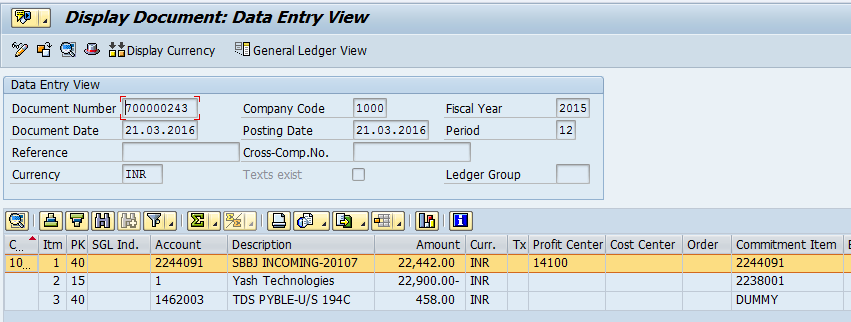 Display Document: Data Entry View
Display Currency General Ledger View
Data Entry View
Document Number 700000243 Company Code 1000 Fiscal Year 2015
Document Date 21.03.2016 Posting Date 21.03.2016 Period 12
Reference Cross-Comp.No.
Currency INR Texts exist Ledger Group
C... Itm PK SGL Ind. Account Description Amount Curr. Tx Profit Center Cost Center Order Commitment Item
10... 1 40 2244091 SBBJ INCOMING-20107 22,442.00 INR 14100 2244091
2 15 1 Yash Technologies 22,900.00- INR 2238001
3 40 1462003 TDS PYBLE-U/S 194C 458.00 INR DUMMY